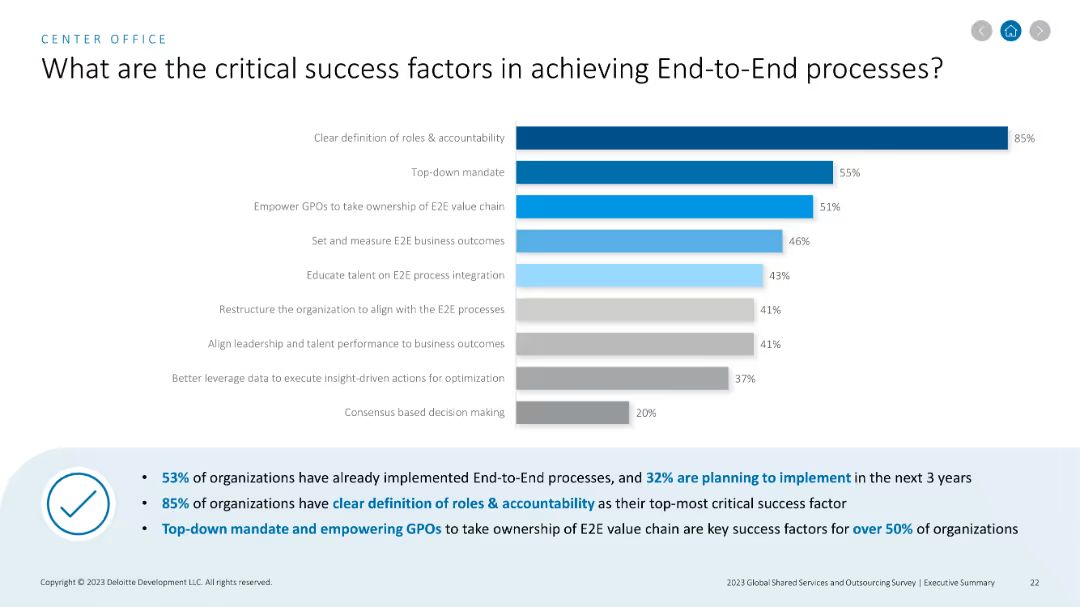 CENTER OFFICE
What are the critical success factors in achieving End-to-End processes?
Clear definition of roles & accountability 85%
Top-down mandate 55%
Empower GPOs to take ownership of E2E value chain 51%
Set and measure E2E business outcomes 46%
Educate talent on E2E process integration 43%
Restructure the organization to align with the E2E processes 41%
Align leadership and talent performance to business outcomes 41%
Better leverage data to execute insight-driven actions for optimization 37%
Consensus based decision making 20%
• 53% of organizations have already implemented End-to-End processes, and 32% are planning to implement in the next 3 years
• 85% of organizations have clear definition of roles & accountability as their top-most critical success factor
• Top-down mandate and empowering GPOs to take ownership of E2E value chain are key success factors for over 50% of organizations
Copyright © 2023 Deloitte Development LLC. All rights reserved.
2023 Global Shared Services and Outsourcing Survey | Executive Summary 22